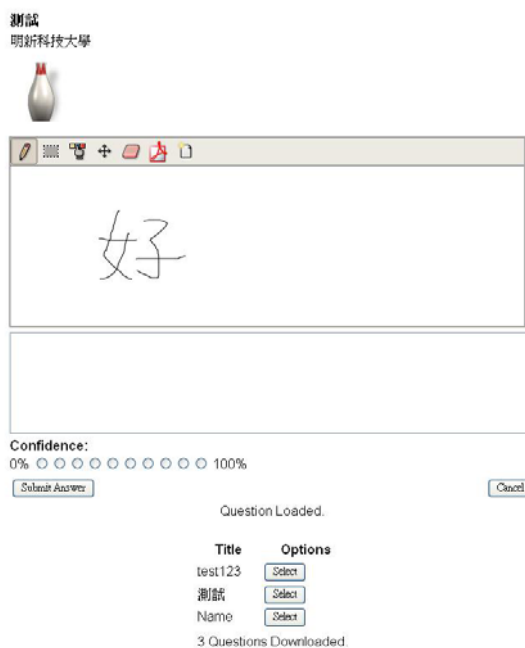 測試
明新科技大學
好
Confidence:
0% 100%
Submit Answer Cancel
Question Loaded.
Title Options
test123 Select
測試 Select
Name Select
3 Questions Downloaded.